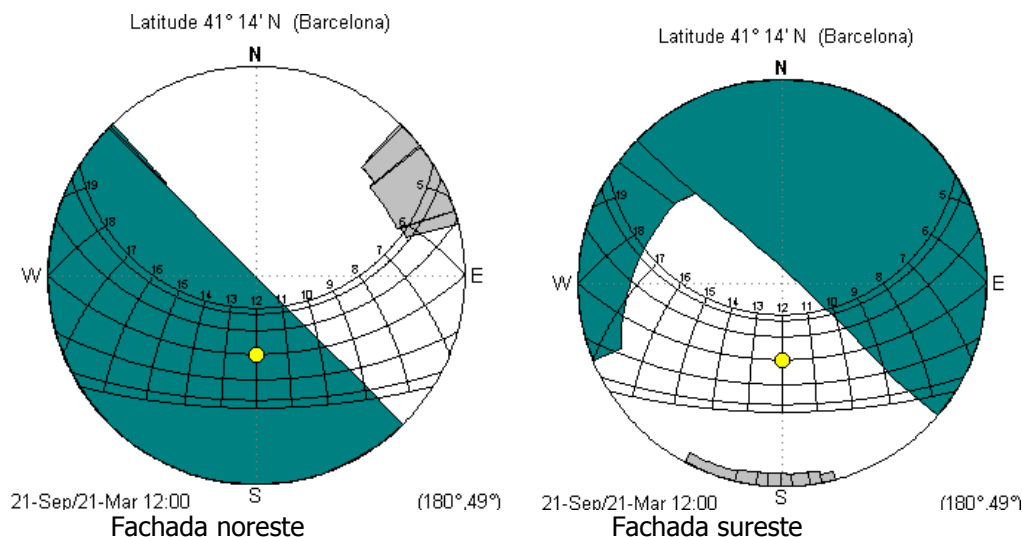 Latitude 41° 14' N (Barcelona)
N
19
18
17
16
15
14
13
12
11
10
9
8
7
6
5
W
E
S
21-Sep/21-Mar 12:00
(180°,49°)
Fachada noreste
Latitude 41° 14' N (Barcelona)
N
19
18
17
16
15
14
13
12
11
10
9
8
7
6
5
W
E
S
21-Sep/21-Mar 12:00
(180°,49°)
Fachada sureste